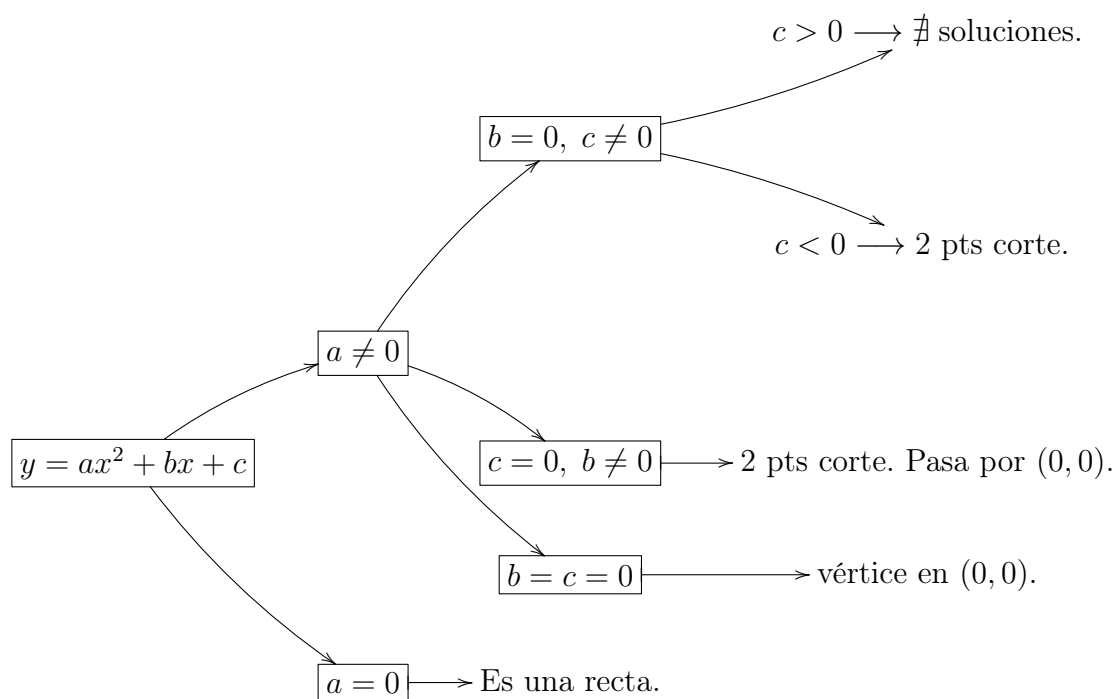 c > 0 ⟶ ∄ soluciones.
b = 0, c ≠ 0
c < 0 ⟶ 2 pts corte.
a ≠ 0
y = ax² + bx + c
c = 0, b ≠ 0 ⟶ 2 pts corte. Pasa por (0, 0).
b = c = 0 ⟶ vértice en (0, 0).
a = 0 ⟶ Es una recta.